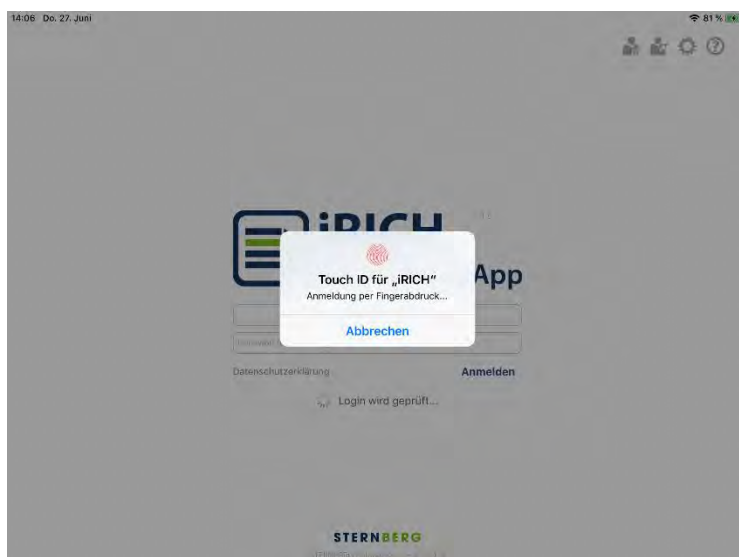 14:06 Do. 27. Juni
81 %
iRICH
App
Touch ID für „iRICH"
Anmeldung per Fingerabdruck...
Abbrechen
Datenschutzerklärung
Anmelden
Login wird geprüft...
STERNBERG